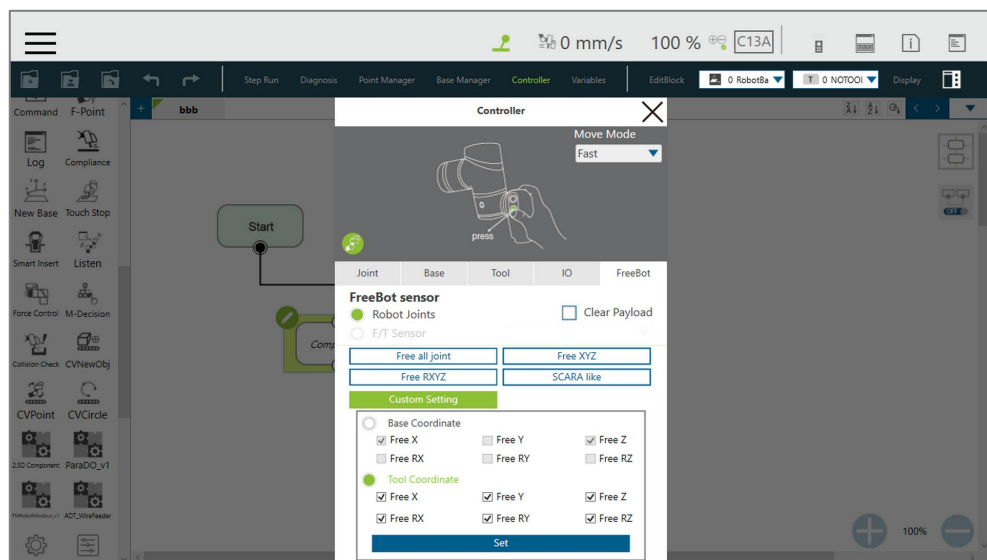 0 mm/s 100 % C13A
Step Run Diagnosis Point Manager Base Manager Controller Variables EditBlock 0 RobotBa T 0 NOTOOl Display
Command F-Point + bbb
Controller
Move Mode
Fast
press
Log Compliance
New Base Touch Stop
Start
Smart Insert Listen
Joint Base Tool IO FreeBot
FreeBot sensor
Robot Joints Clear Payload
F/T Sensor
Force Control M-Decision
Comp
Free all joint Free XYZ
Free RXYZ SCARA like
Collision Check CVNewObj
Custom Setting
CVPoint CVCircle
Base Coordinate
Free X Free Y Free Z
Free RX Free RY Free RZ
2.5D Component ParaDO_v1
Tool Coordinate
Free X Free Y Free Z
Free RX Free RY Free RZ
ADT_WireFeeder
Set
OFF
100%